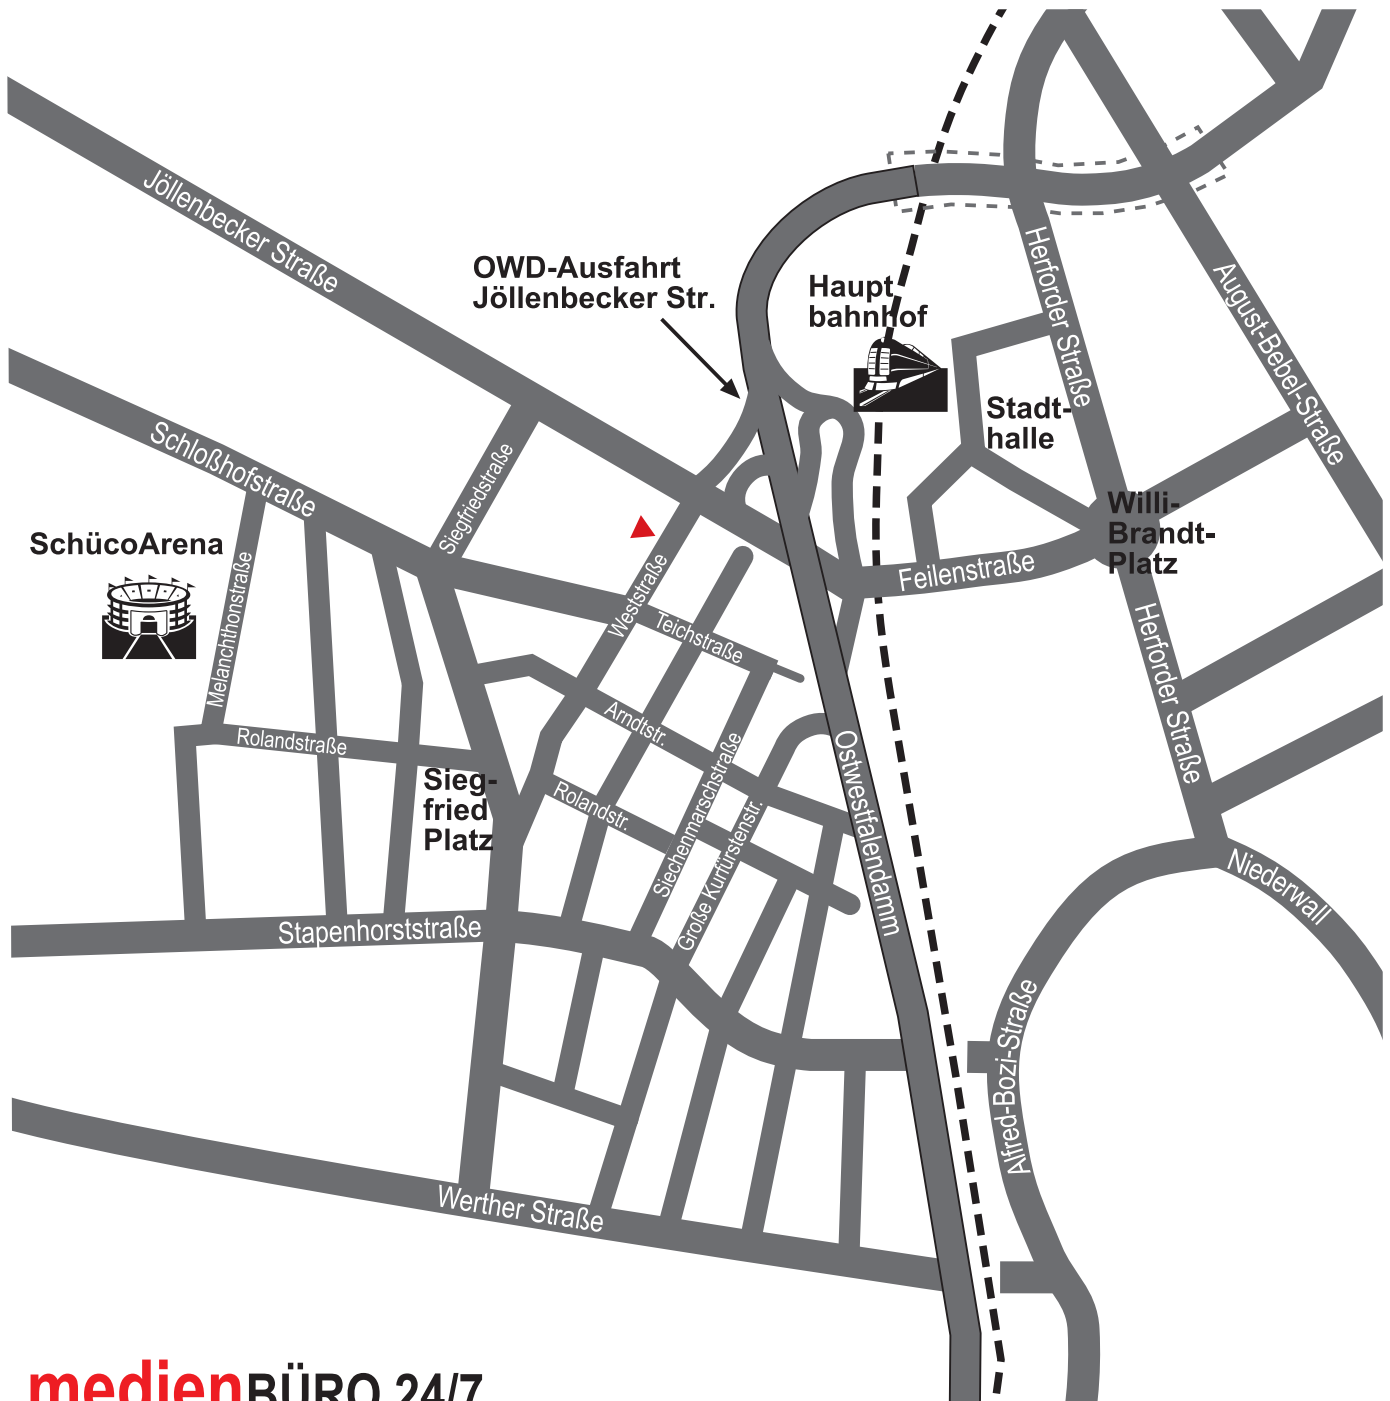 Jöllenbecker Straße
OWD-Ausfahrt
Jöllenbecker Str.
Haupt
bahnhof
Herforder Straße
August-Bebel-Straße
Stadt-
halle
Schloßhofstraße
Siegfriedstraße
Willi-
Brandt-
Platz
SchücoArena
Melanchthonstraße
Weststraße
Feilenstraße
Teichstraße
Herforder Straße
Rolandstraße
Arndtstr.
Sieg-
fried
Platz
Rolandstr.
Siechenmarschstraße
Große Kurfürstenstr.
Ostwestfalendamm
Niederwall
Stapenhorststraße
Alfred-Bozi-Straße
Werther Straße
medienBÜRO 24/7